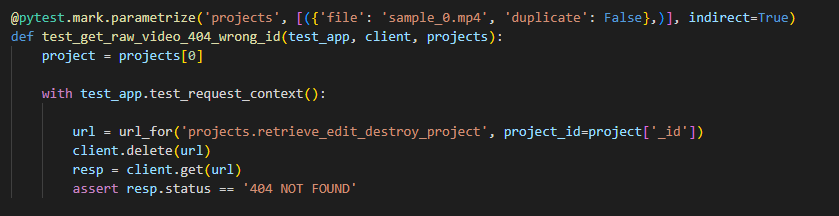 @pytest.mark.parametrize('projects', [({'file': 'sample_0.mp4', 'duplicate': False},)], indirect=True)
def test_get_raw_video_404_wrong_id(test_app, client, projects):
    project = projects[0]

    with test_app.test_request_context():

        url = url_for('projects.retrieve_edit_destroy_project', project_id=project['_id'])
        client.delete(url)
        resp = client.get(url)
        assert resp.status == '404 NOT FOUND'